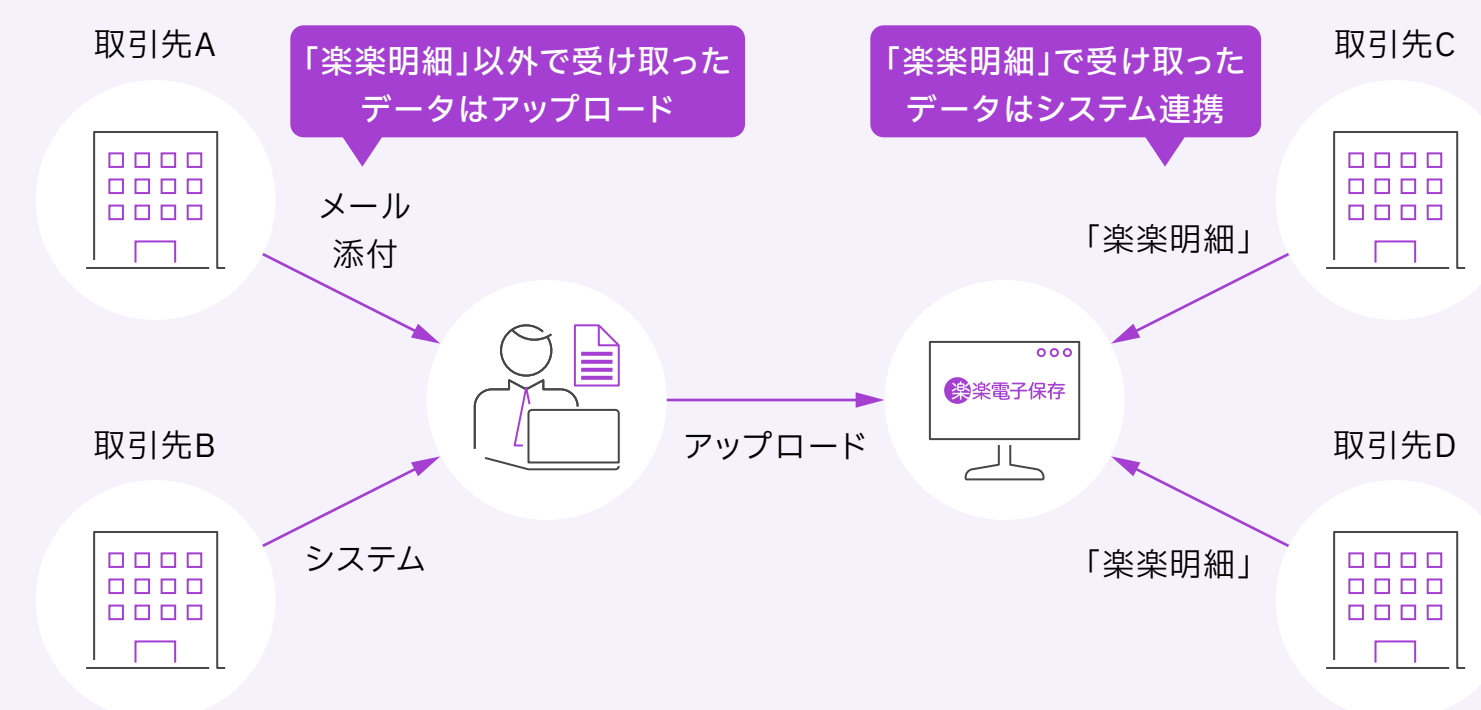 取引先A
「楽楽明細」以外で受け取った
データはアップロード
「楽楽明細」で受け取った
データはシステム連携
取引先C
メール
添付
「楽楽明細」
楽楽電子保存
取引先B
アップロード
取引先D
システム
「楽楽明細」